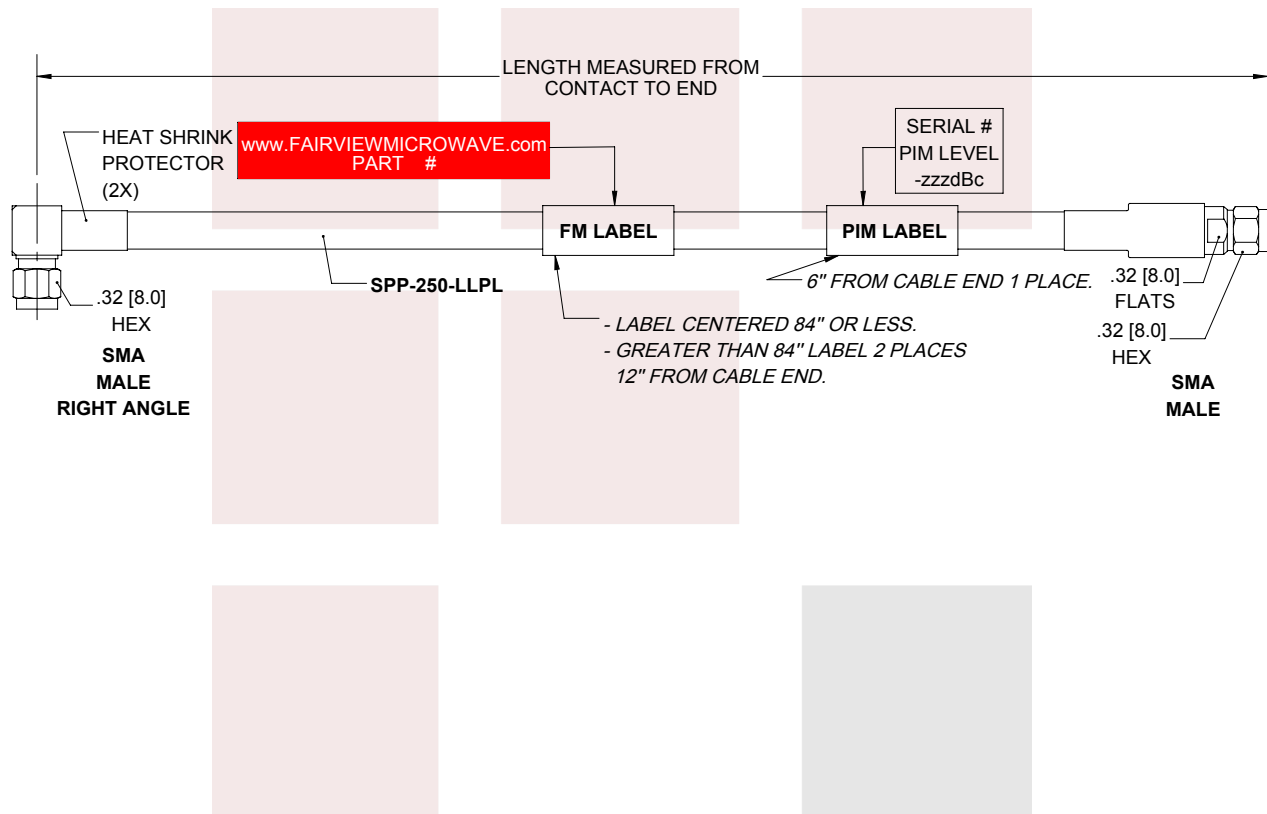 LENGTH MEASURED FROM
CONTACT TO END
HEAT SHRINK
PROTECTOR
(2X)
www.FAIRVIEWMICROWAVE.com
PART #
SERIAL #
PIM LEVEL
-zzzdBc
FM LABEL
PIM LABEL
SPP-250-LLPL
6" FROM CABLE END 1 PLACE.
.32 [8.0]
HEX
SMA
MALE
RIGHT ANGLE
- LABEL CENTERED 84" OR LESS.
- GREATER THAN 84" LABEL 2 PLACES
12" FROM CABLE END.
.32 [8.0]
FLATS
.32 [8.0]
HEX
SMA
MALE